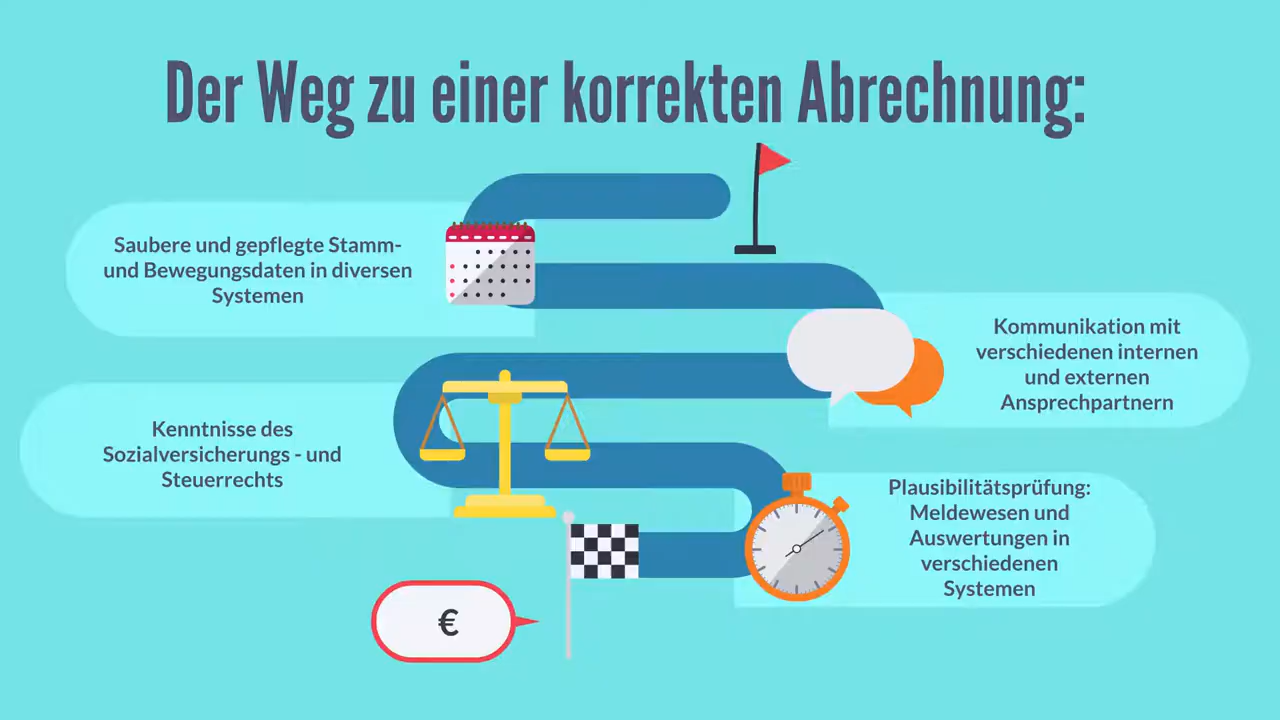 Der Weg zu einer korrekten Abrechnung:
Saubere und gepflegte Stamm-
und Bewegungsdaten in diversen
Systemen
Kommunikation mit
verschiedenen internen
und externen
Ansprechpartnern
Kenntnisse des
Sozialversicherungs - und
Steuerrechts
Plausibilitätsprüfung:
Meldewesen und
Auswertungen in
verschiedenen
Systemen
€